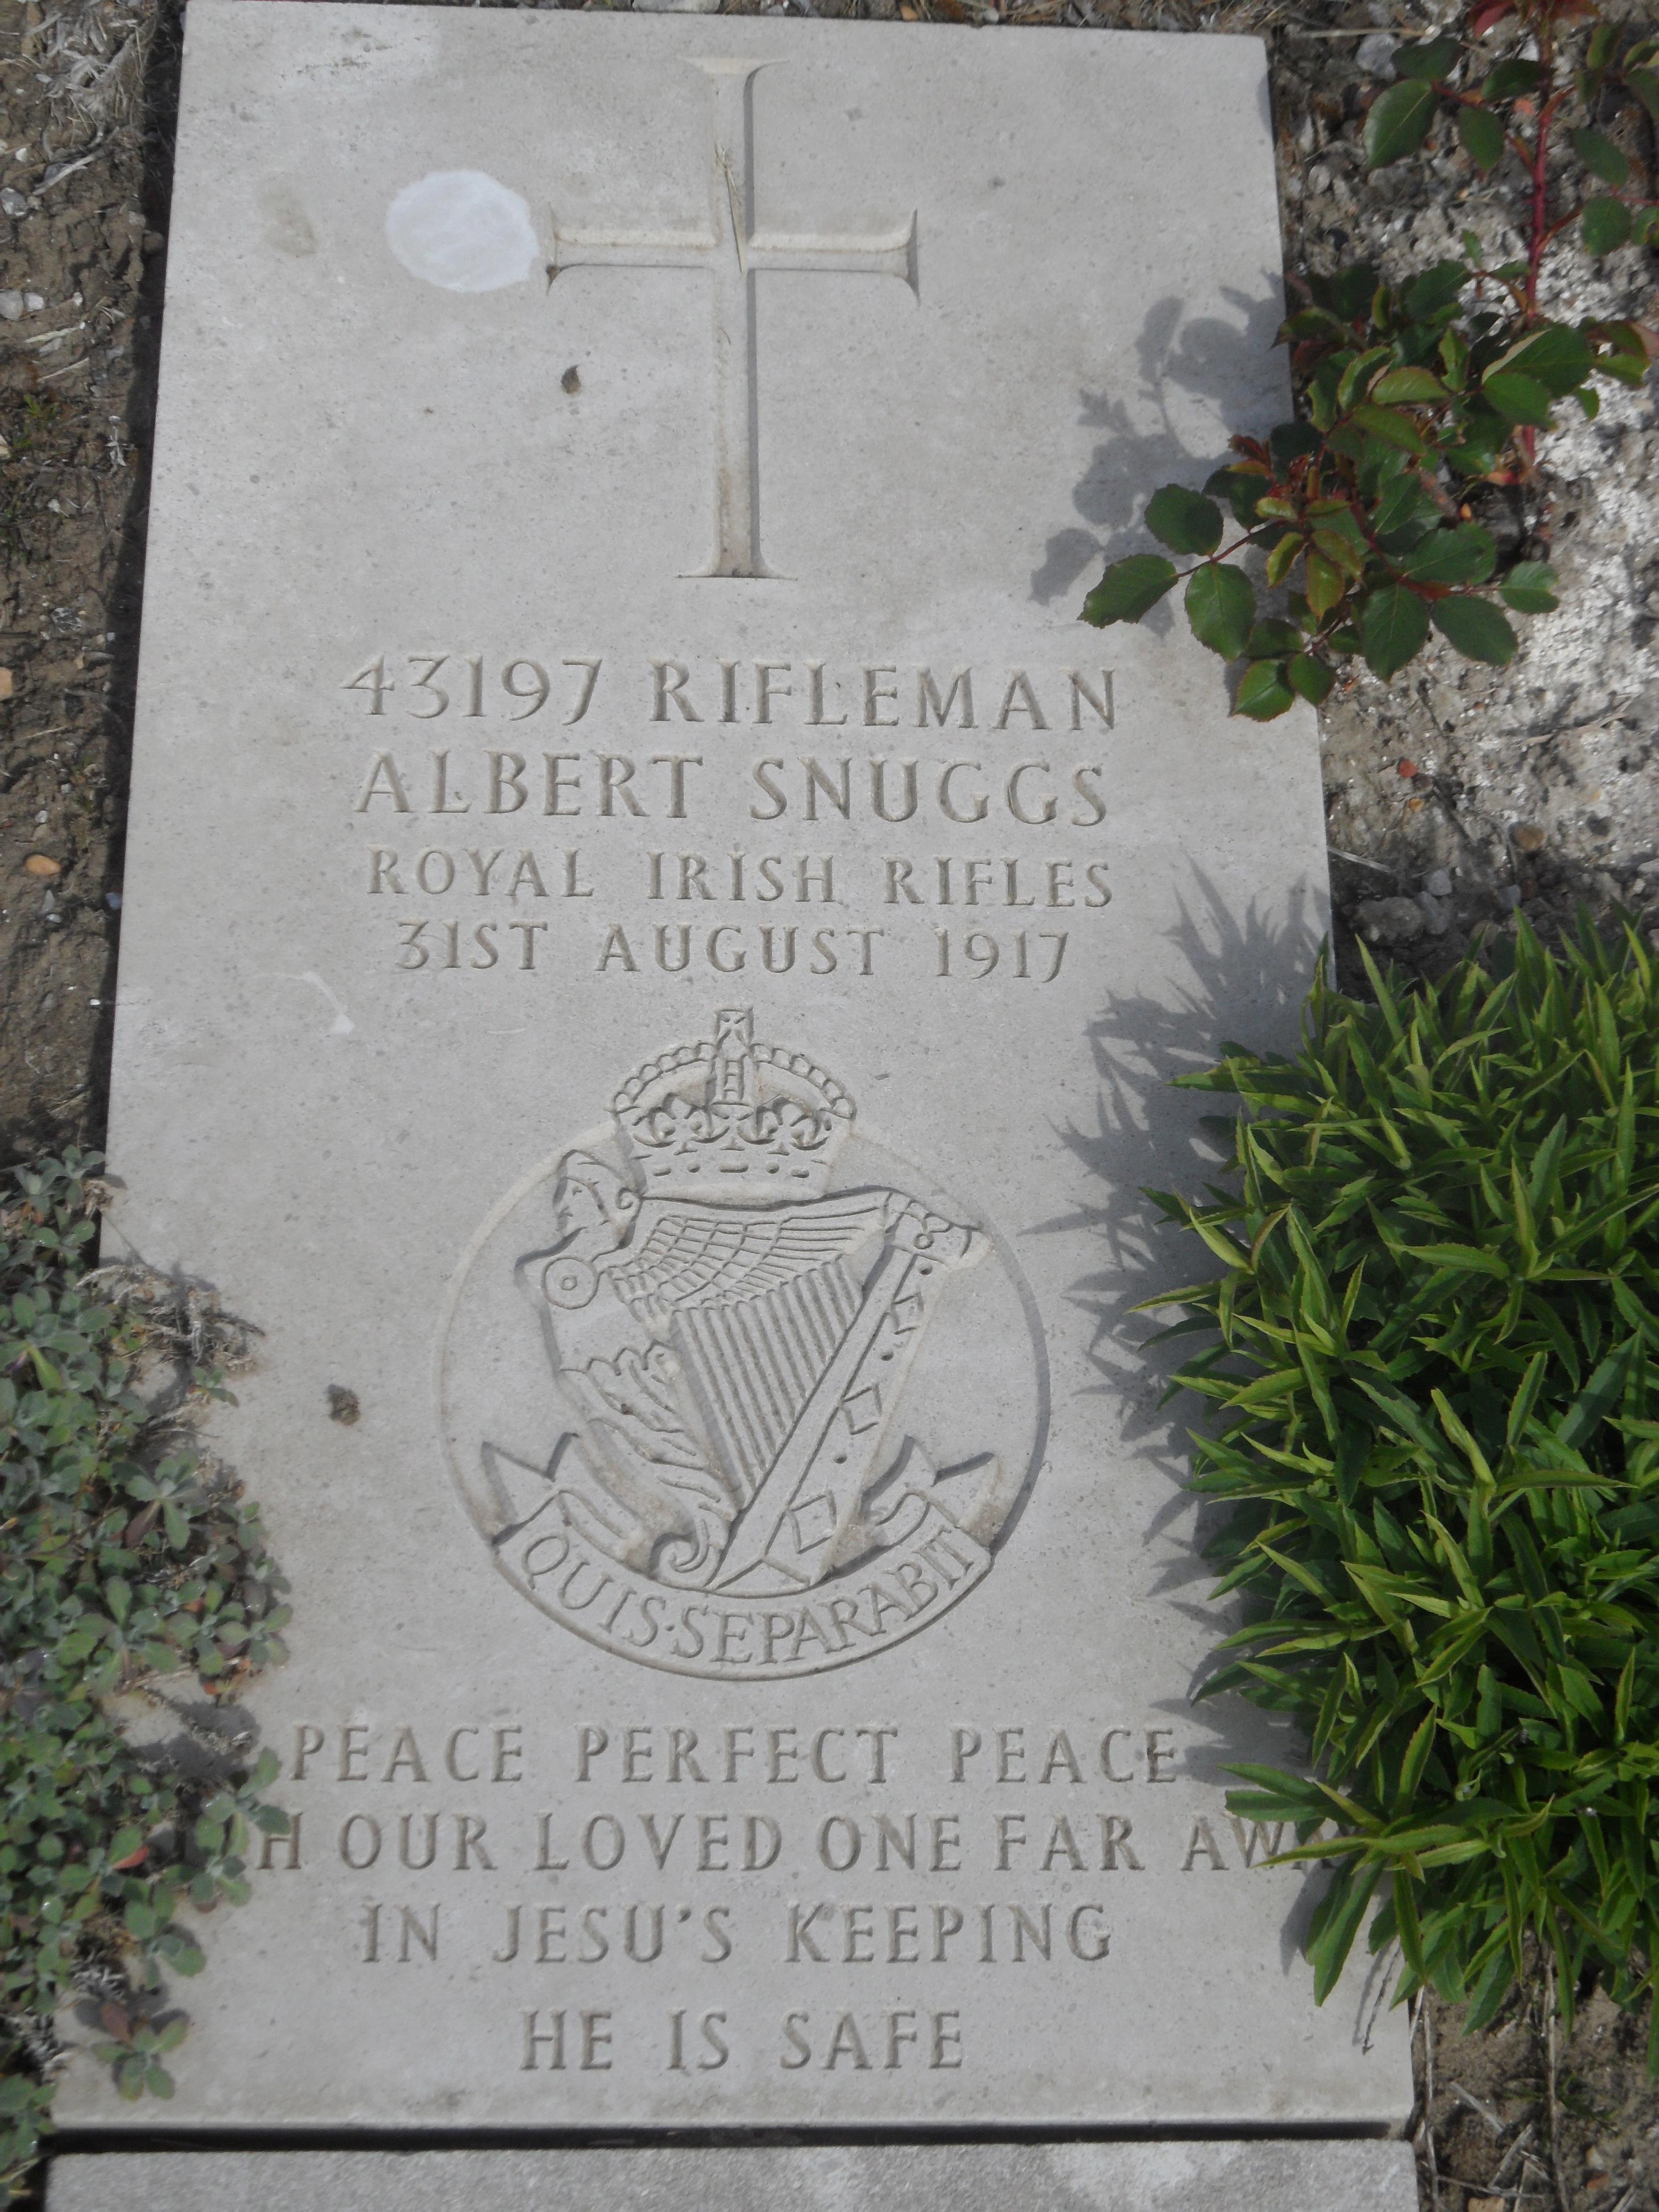 43197 RIFLEMAN
ALBERT SNUGGS
ROYAL IRISH RIFLES
31ST AUGUST 1917
QUIS·SEPARABIT
PEACE PERFECT PEACE
OUR LOVED ONE FAR
IN JESU'S KEEPING
HE IS SAFE